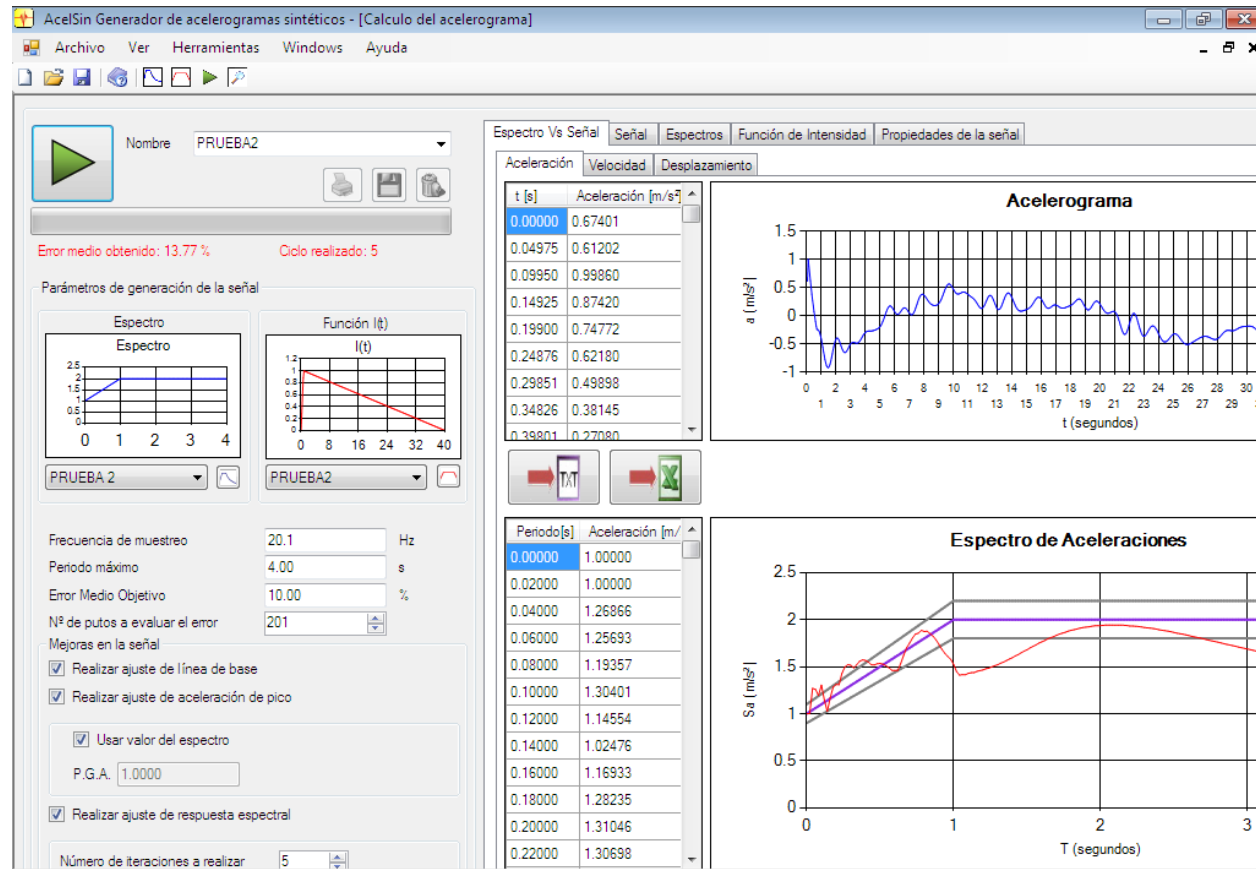 AcelSin Generador de acelerogramas sintéticos - [Calculo del acelerograma]
Archivo Ver Herramientas Windows Ayuda
Nombre PRUEBA2
Error medio obtenido: 13.77 % Ciclo realizado: 5
Parámetros de generación de la señal
Espectro
Espectro
2.5
2
1.5
1
0.5
0
0 1 2 3 4
PRUEBA 2
Función I(t)
I(t)
1.2
1
0.8
0.6
0.4
0.2
0
0 8 16 24 32 40
PRUEBA2
Frecuencia de muestreo 20.1 Hz
Periodo máximo 4.00 s
Error Medio Objetivo 10.00 %
Nº de putos a evaluar el error 201
Mejoras en la señal
Realizar ajuste de línea de base
Realizar ajuste de aceleración de pico
Usar valor del espectro
P.G.A. 1.0000
Realizar ajuste de respuesta espectral
Número de iteraciones a realizar 5
Espectro Vs Señal Señal Espectros Función de Intensidad Propiedades de la señal
Aceleración Velocidad Desplazamiento
t [s] Aceleración [m/s²]
0.00000 0.67401
0.04975 0.61202
0.09950 0.99860
0.14925 0.87420
0.19900 0.74772
0.24876 0.62180
0.29851 0.49898
0.34826 0.38145
0.39801 0.27080
TXT
Acelerograma
a [m/s²]
1.5
1
0.5
0
-0.5
-1
0 2 4 6 8 10 12 14 16 18 20 22 24 26 28 30
1 3 5 7 9 11 13 15 17 19 21 23 25 27 29
t (segundos)
Periodo[s] Aceleración [m/
0.00000 1.00000
0.02000 1.00000
0.04000 1.26866
0.06000 1.25693
0.08000 1.19357
0.10000 1.30401
0.12000 1.14554
0.14000 1.02476
0.16000 1.16933
0.18000 1.28235
0.20000 1.31046
0.22000 1.30698
Espectro de Aceleraciones
Sa [m/s²]
2.5
2
1.5
1
0.5
0
0 1 2 3
T (segundos)